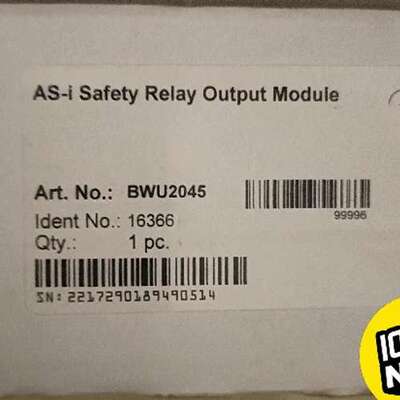 AS-i Safety Relay Output Module
Art. No.: BWU2045
99996
Ident No.: 16366
Qty.: 1 pc.
SN: 2217290189490514